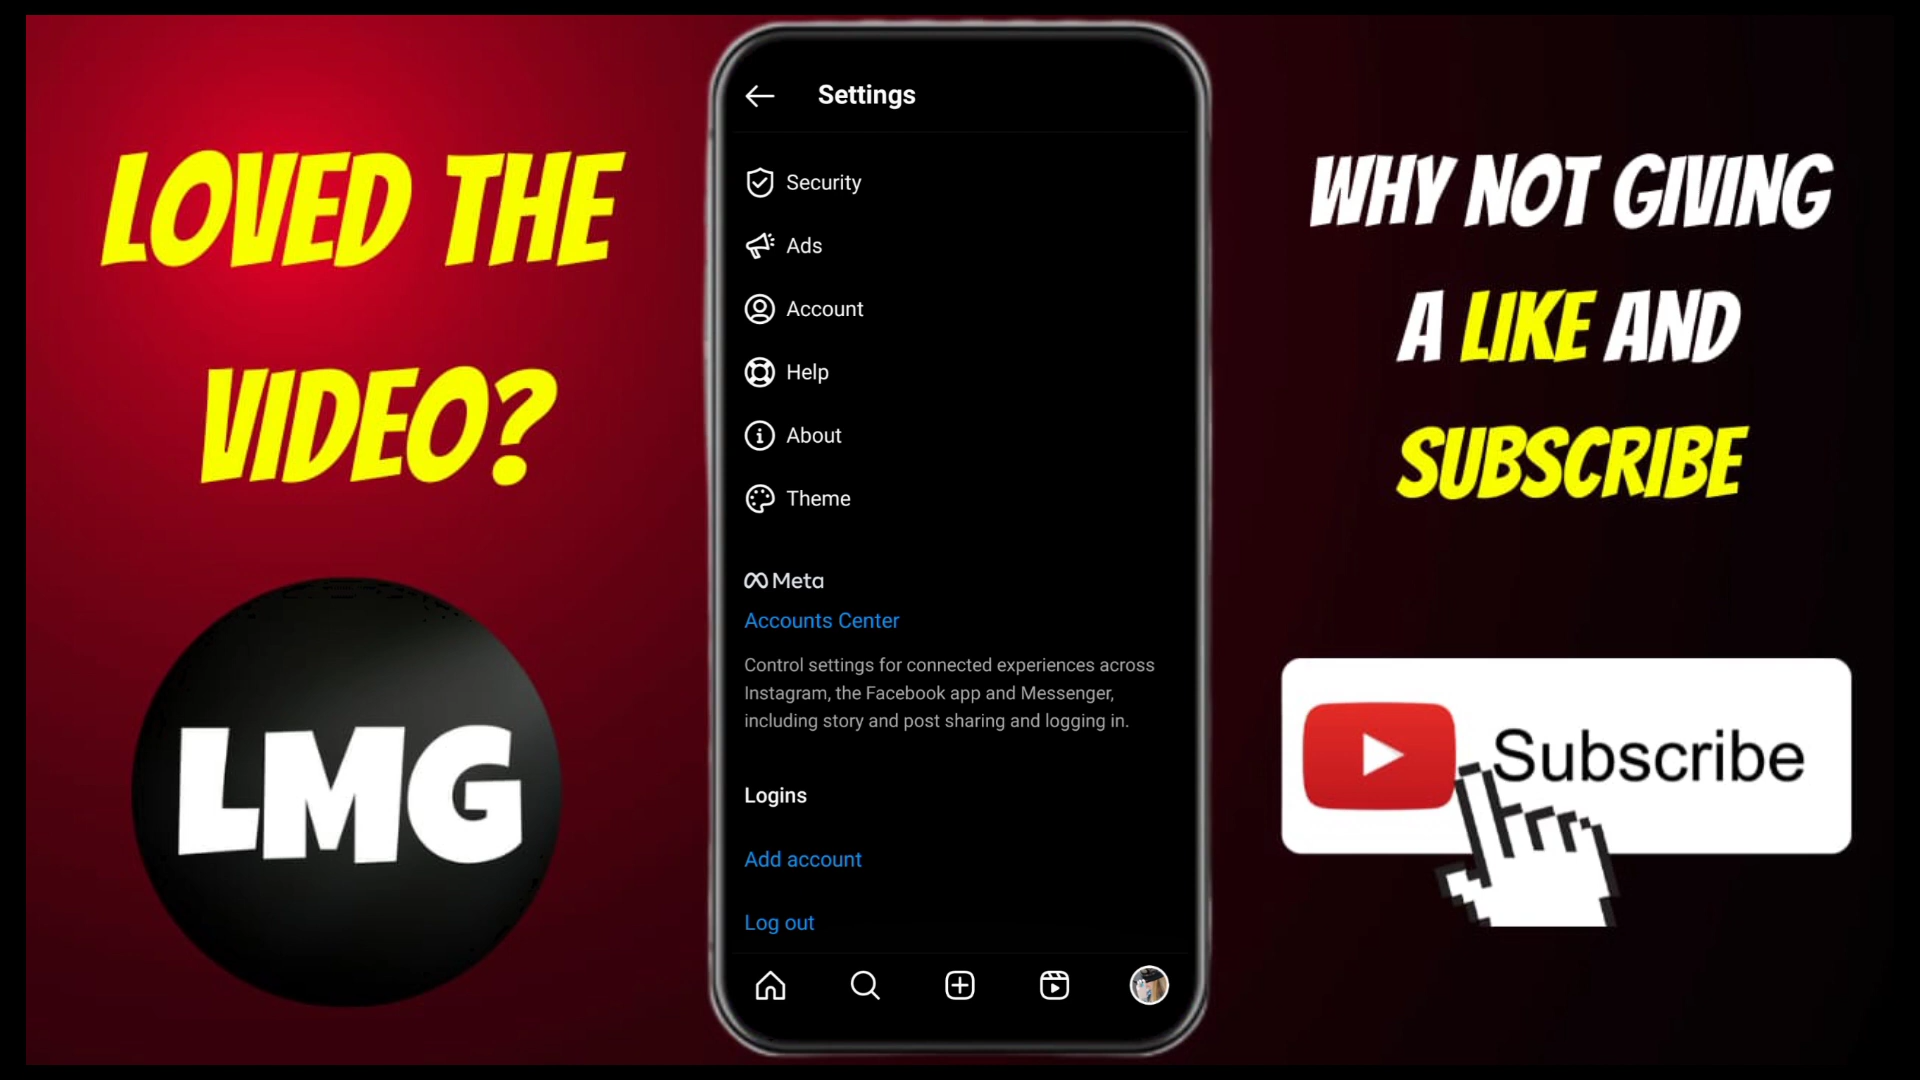 LOVED THE
VIDEO?
LMG
Settings
Security
Ads
Account
Help
About
Theme
Meta
Accounts Center
Control settings for connected experiences across
Instagram, the Facebook app and Messenger,
including story and post sharing and logging in.
Logins
Add account
Log out
WHY NOT GIVING
A LIKE AND
SUBSCRIBE
Subscribe